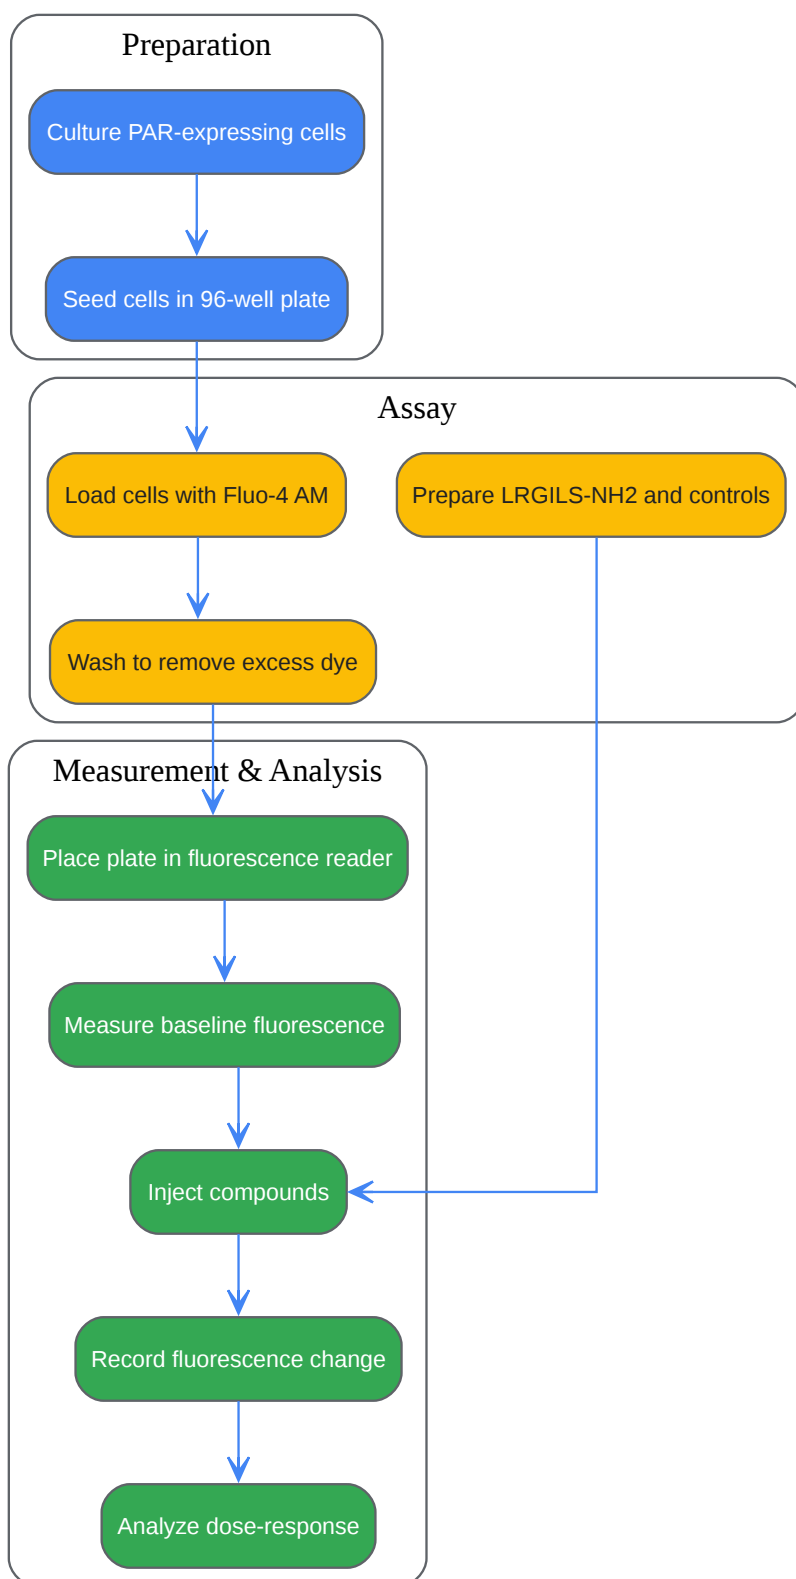 Preparation
Culture PAR-expressing cells
Seed cells in 96-well plate
Assay
Load cells with Fluo-4 AM
Prepare LRGILS-NH2 and controls
Wash to remove excess dye
Measurement & Analysis
Place plate in fluorescence reader
Measure baseline fluorescence
Inject compounds
Record fluorescence change
Analyze dose-response